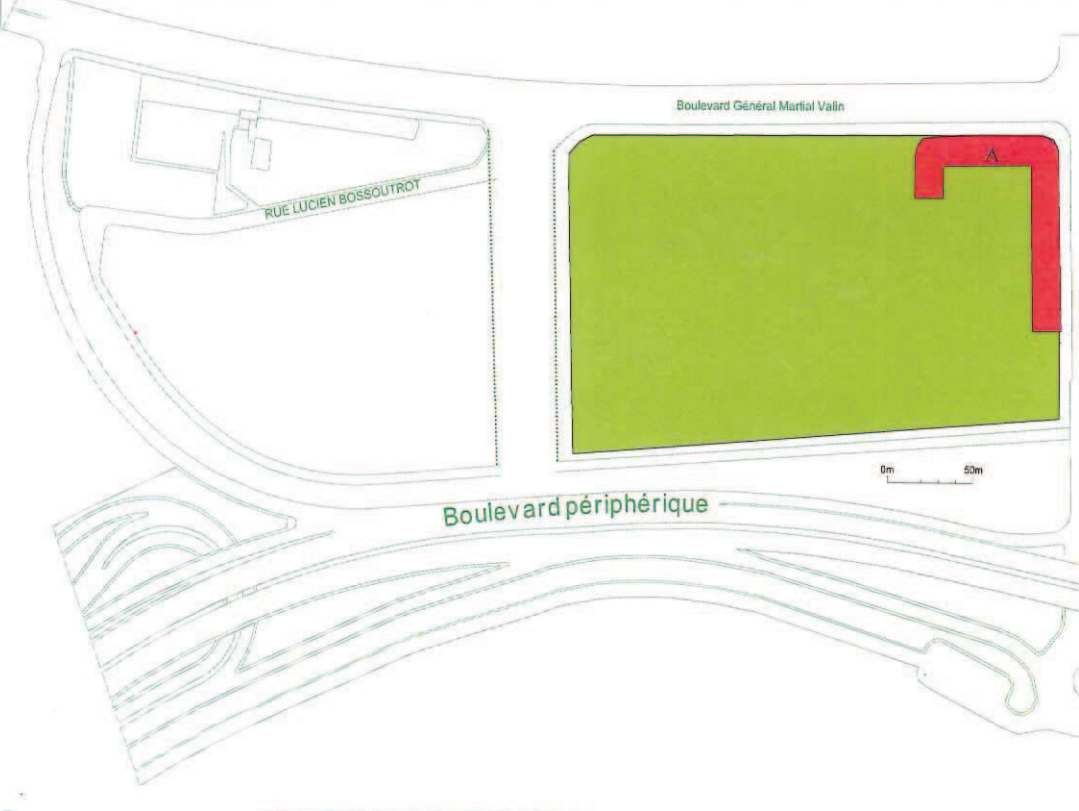 Boulevard Général Martial Valin
A
RUE LUCIEN BOSSOUTROT
0m 50m
Boulevard périphérique